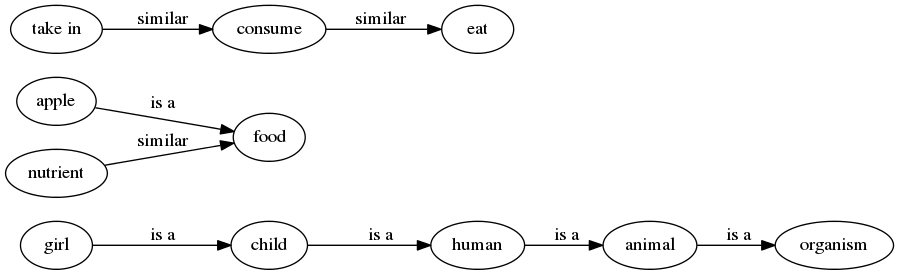 take in similar consume similar eat
apple is a
food
nutrient similar
girl is a child is a human is a animal is a organism